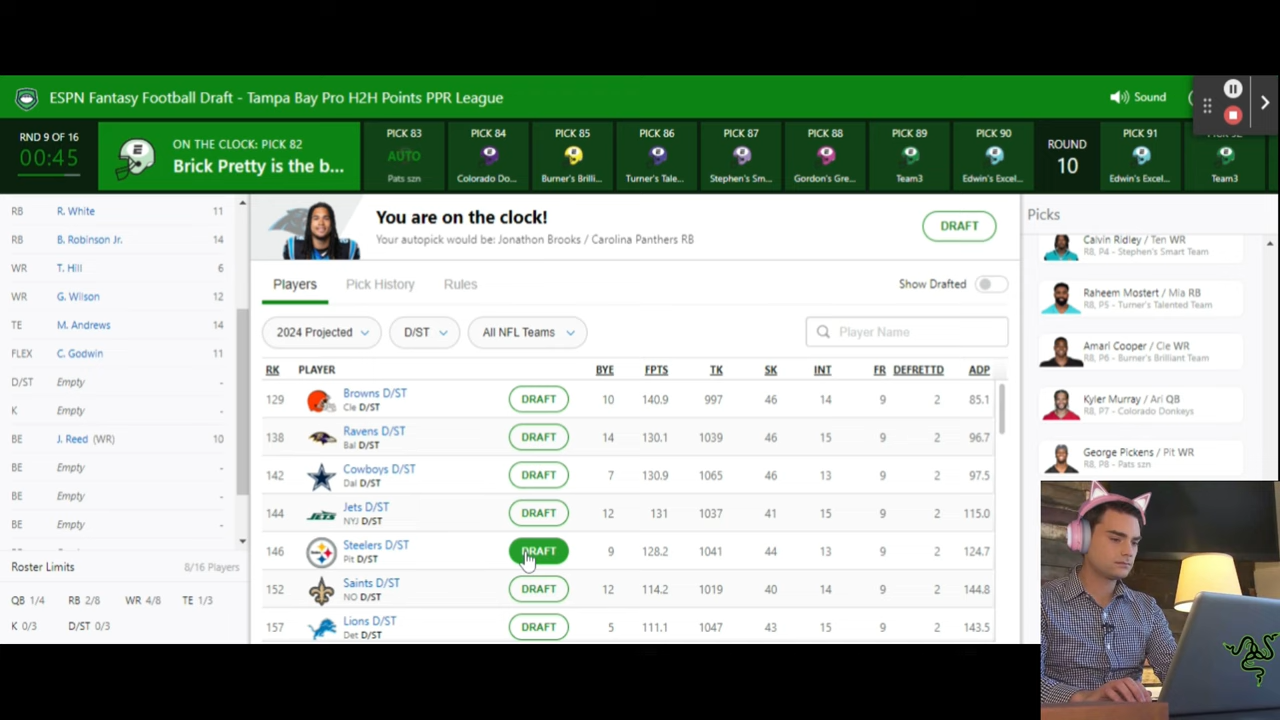 ESPN Fantasy Football Draft - Tampa Bay Pro H2H Points PPR League
Sound
RND 9 OF 16
00:45
ON THE CLOCK: PICK 82
Brick Pretty is the b...
PICK 83
AUTO
Pats szn
PICK 84
Colorado Do...
PICK 85
Burner's Brilli...
PICK 86
Turner's Tale...
PICK 87
Stephen's Sm...
PICK 88
Gordon's Gre...
PICK 89
Team3
PICK 90
Edwin's Excel...
ROUND
10
PICK 91
Edwin's Excel...
Team3
RB R. White 11
RB B. Robinson Jr. 14
WR T. Hill 6
WR G. Wilson 12
TE M. Andrews 14
FLEX C. Godwin 11
D/ST Empty -
K Empty -
BE J. Reed (WR) 10
BE Empty -
BE Empty -
BE Empty -
Roster Limits 8/16 Players
QB 1/4 RB 2/8 WR 4/8 TE 1/3
K 0/3 D/ST 0/3
You are on the clock!
Your autopick would be: Jonathon Brooks / Carolina Panthers RB
DRAFT
Players Pick History Rules
Show Drafted
2024 Projected D/ST All NFL Teams
Player Name
RK PLAYER BYE FPTS TK SK INT FR DEFRETTD ADP
129 Browns D/ST Cle D/ST DRAFT 10 140.9 997 46 14 9 2 85.1
138 Ravens D/ST Bal D/ST DRAFT 14 130.1 1039 46 15 9 2 96.7
142 Cowboys D/ST Dal D/ST DRAFT 7 130.9 1065 46 13 9 2 97.5
144 Jets D/ST NYJ D/ST DRAFT 12 131 1037 41 15 9 2 115.0
146 Steelers D/ST Pit D/ST DRAFT 9 128.2 1041 44 13 9 2 124.7
152 Saints D/ST NO D/ST DRAFT 12 114.2 1019 40 14 9 2 144.8
157 Lions D/ST Det D/ST DRAFT 5 111.1 1047 43 15 9 2 143.5
Picks
Calvin Ridley / Ten WR
R8, P4 - Stephen's Smart Team
Raheem Mostert / Mia RB
R8, P5 - Turner's Talented Team
Amari Cooper / Cle WR
R8, P6 - Burner's Brilliant Team
Kyler Murray / Ari QB
R8, P7 - Colorado Donkeys
George Pickens / Pit WR
R8, P8 - Pats szn